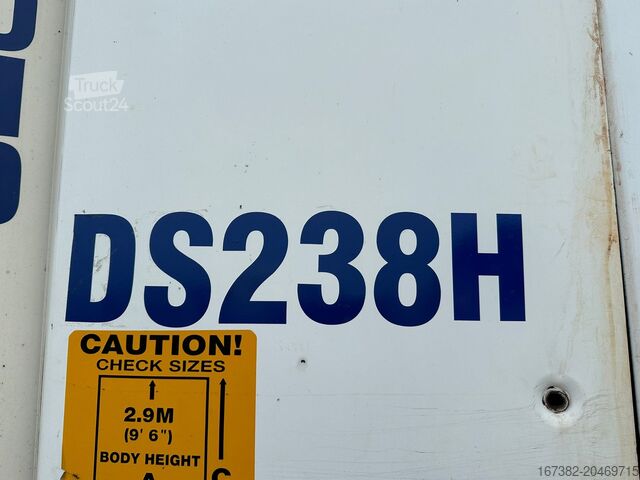 Truck
Scout24
DS238H
CAUTION!
CHECK SIZES
2.9M
(9' 6")
BODY HEIGHT
167382-20469715